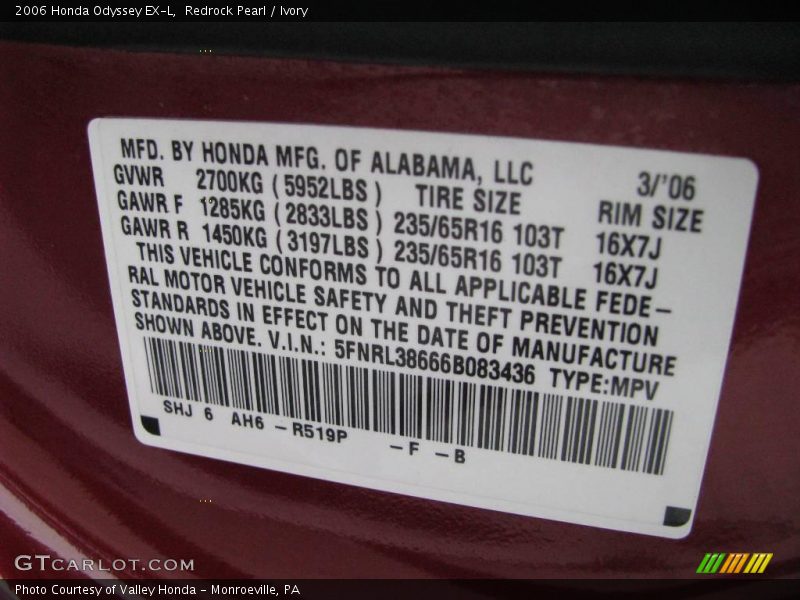 2006 Honda Odyssey EX-L,  Redrock Pearl / Ivory
MFD. BY HONDA MFG. OF ALABAMA, LLC 3/'06
GVWR 2700KG ( 5952LBS ) TIRE SIZE RIM SIZE
GAWR F 1285KG ( 2833LBS ) 235/65R16 103T 16X7J
GAWR R 1450KG ( 3197LBS ) 235/65R16 103T 16X7J
THIS VEHICLE CONFORMS TO ALL APPLICABLE FEDE-
RAL MOTOR VEHICLE SAFETY AND THEFT PREVENTION
STANDARDS IN EFFECT ON THE DATE OF MANUFACTURE
SHOWN ABOVE. V.I.N.: 5FNRL38666B083436 TYPE:MPV
SHJ 6 AH6 - R519P - F - B
GTCARLOT.COM
Photo Courtesy of Valley Honda - Monroeville, PA